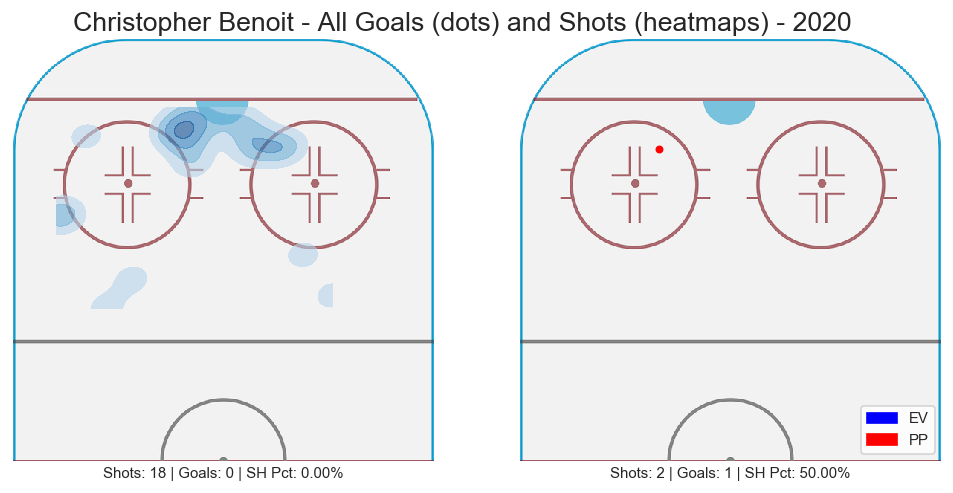 Christopher Benoit - All Goals (dots) and Shots (heatmaps) - 2020
EV
PP
Shots: 18 | Goals: 0 | SH Pct: 0.00%
Shots: 2 | Goals: 1 | SH Pct: 50.00%